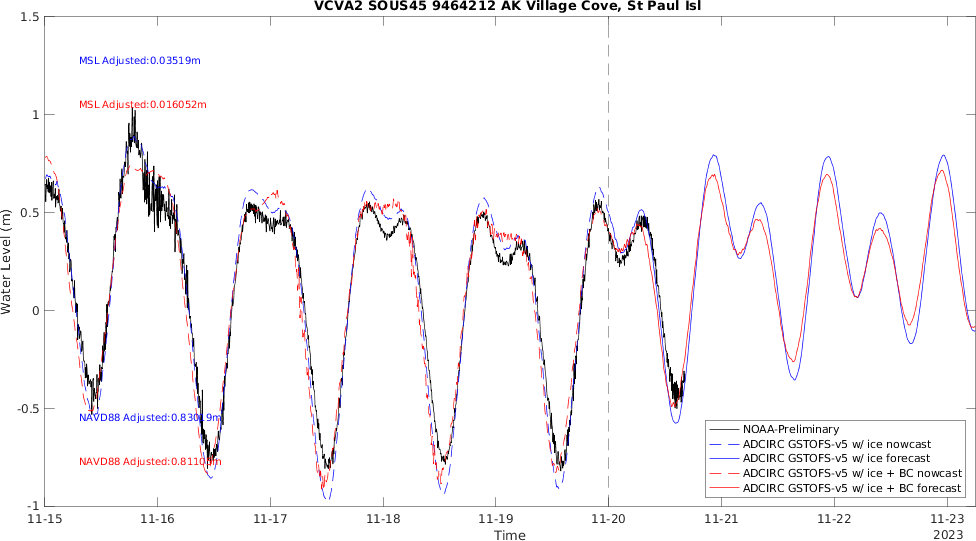 VCVA2 SOUS45 9464212 AK Village Cove, St Paul Isl
1.5
1
0.5
0
-0.5
-1
Water Level (m)
MSL Adjusted:0.03519m
MSL Adjusted:0.016052m
NAVD88 Adjusted:0.830
NAVD88 Adjusted:0.8110
NOAA-Preliminary
ADCIRC GSTOFS-v5 w/ ice nowcast
ADCIRC GSTOFS-v5 w/ ice forecast
ADCIRC GSTOFS-v5 w/ ice + BC nowcast
ADCIRC GSTOFS-v5 w/ ice + BC forecast
11-15 11-16 11-17 11-18 11-19 11-20 11-21 11-22 11-23
2023
Time